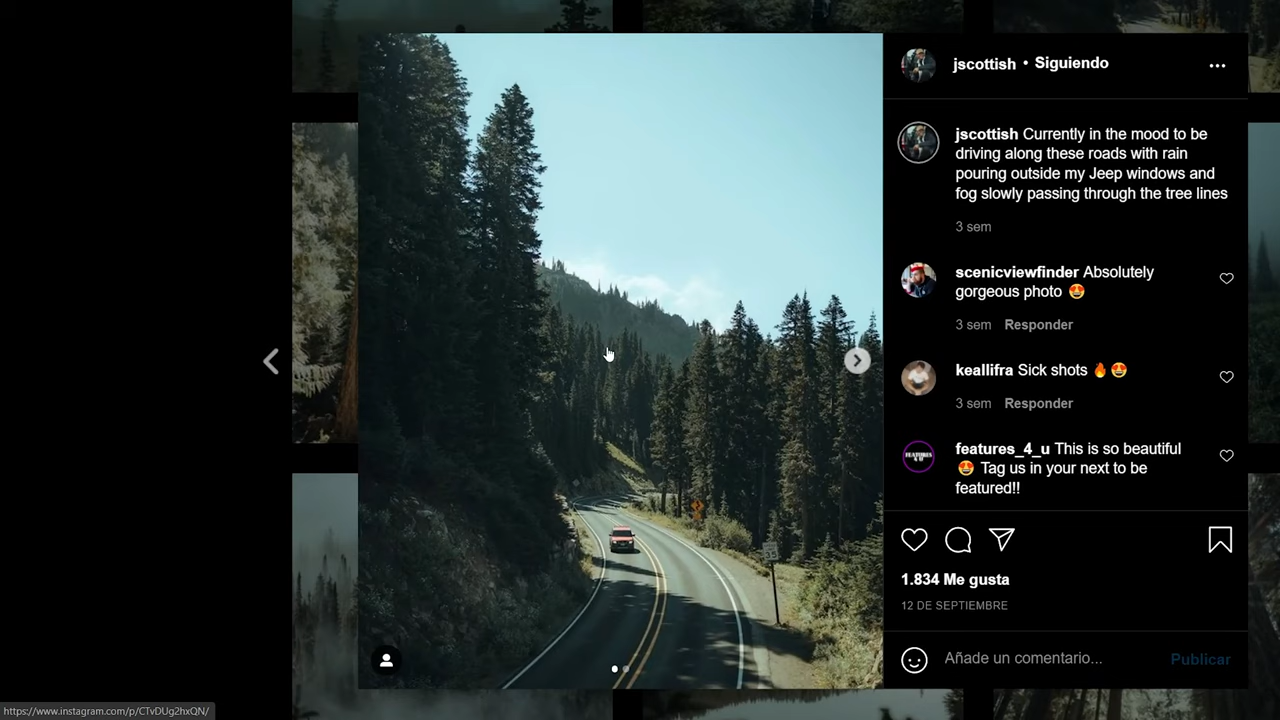 jscottish • Siguiendo
jscottish Currently in the mood to be
driving along these roads with rain
pouring outside my Jeep windows and
fog slowly passing through the tree lines
3 sem
scenicviewfinder Absolutely
gorgeous photo 😍
3 sem Responder
keallifra Sick shots 🔥😍
3 sem Responder
features_4_u This is so beautiful
😍 Tag us in your next to be
featured!!
1.834 Me gusta
12 DE SEPTIEMBRE
Añade un comentario... Publicar
https://www.instagram.com/p/CTvDUg2hxQN/